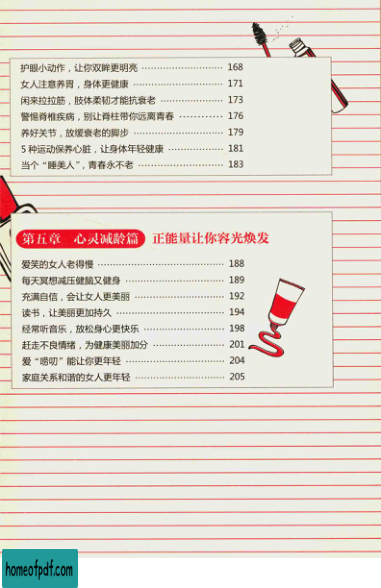 护眼小动作，让你双眸更明亮 ………………………… 168
女人注意养胃，身体更健康 ………………………… 171
闲来拉拉筋，肢体柔韧才能抗衰老 ………………… 173
警惕脊椎疾病，别让脊柱带你远离青春 …………… 176
养好关节，放缓衰老的脚步 ………………………… 179
5 种运动保养心脏，让身体年轻健康 ……………… 181
当个“睡美人”，青春永不老 ………………………… 183
第五章 心灵减龄篇 正能量让你容光焕发
爱笑的女人老得慢 …………………………………… 188
每天冥想减压健脑又健身 …………………………… 189
充满自信，会让女人更美丽 ………………………… 192
读书，让美丽更加持久 ……………………………… 194
经常听音乐，放松身心更快乐 ……………………… 198
赶走不良情绪，为健康美丽加分 …………………… 201
爱“唠叨”能让你更年轻 ……………………………… 204
家庭关系和谐的女人更年轻 ………………………… 205
homeofpdf.com